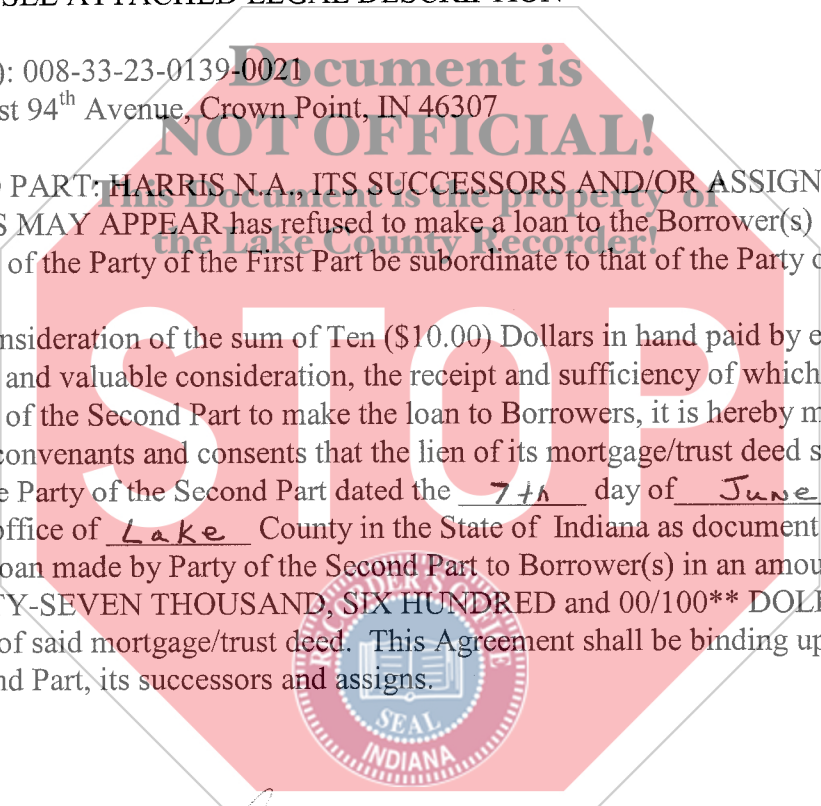 SEE ATTACHED LEGAL DESCRIPTION
): 008-33-23-0139-0021
st 94th Avenue, Crown Point, IN 46307
Document is
NOT OFFICIAL!
This Document is the property of
the Lake County Recorder!
PART: HARRIS N.A., ITS SUCCESSORS AND/OR ASSIGN
S MAY APPEAR has refused to make a loan to the Borrower(s)
of the Party of the First Part be subordinate to that of the Party o
STOP
nsideration of the sum of Ten ($10.00) Dollars in hand paid by e
and valuable consideration, the receipt and sufficiency of which
of the Second Part to make the loan to Borrowers, it is hereby m
convenants and consents that the lien of its mortgage/trust deed s
e Party of the Second Part dated the 7th day of June
office of Lake County in the State of Indiana as document
oan made by Party of the Second Part to Borrower(s) in an amou
TY-SEVEN THOUSAND, SIX HUNDRED and 00/100** DOLL
of said mortgage/trust deed. This Agreement shall be binding up
nd Part, its successors and assigns.
RECORDER'S OFFICE
SEAL
INDIANA